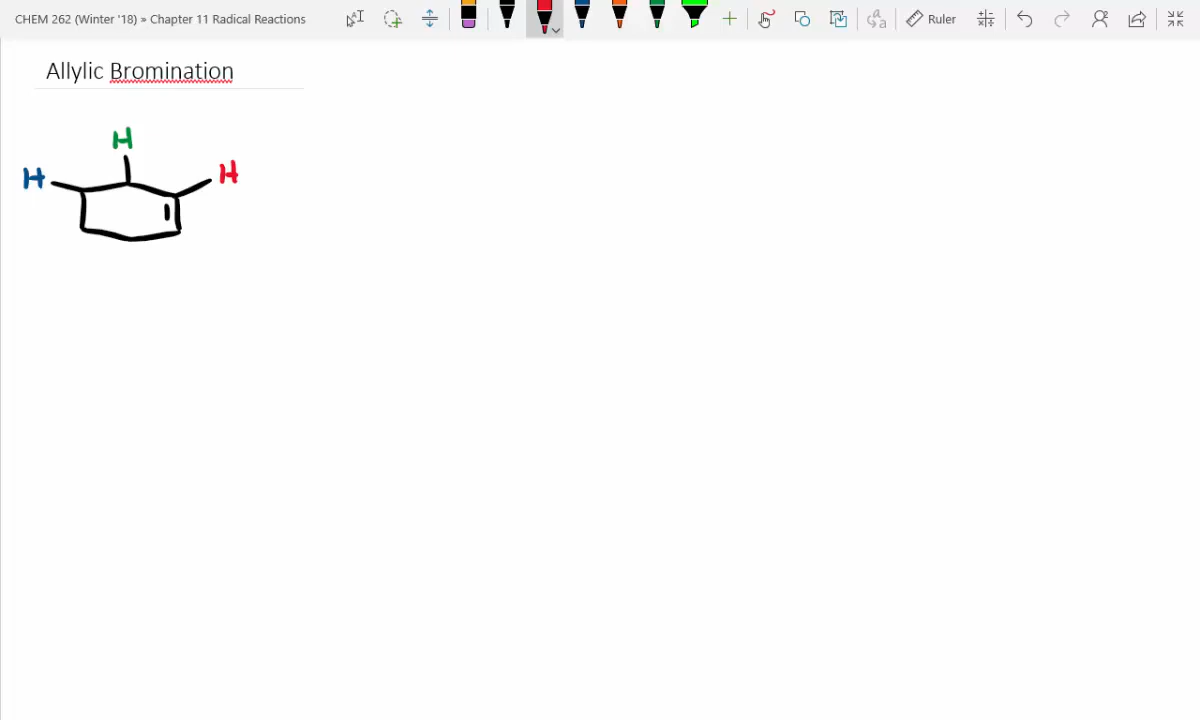 CHEM 262 (Winter '18) » Chapter 11 Radical Reactions
Ruler
Allylic Bromination
H
H
H